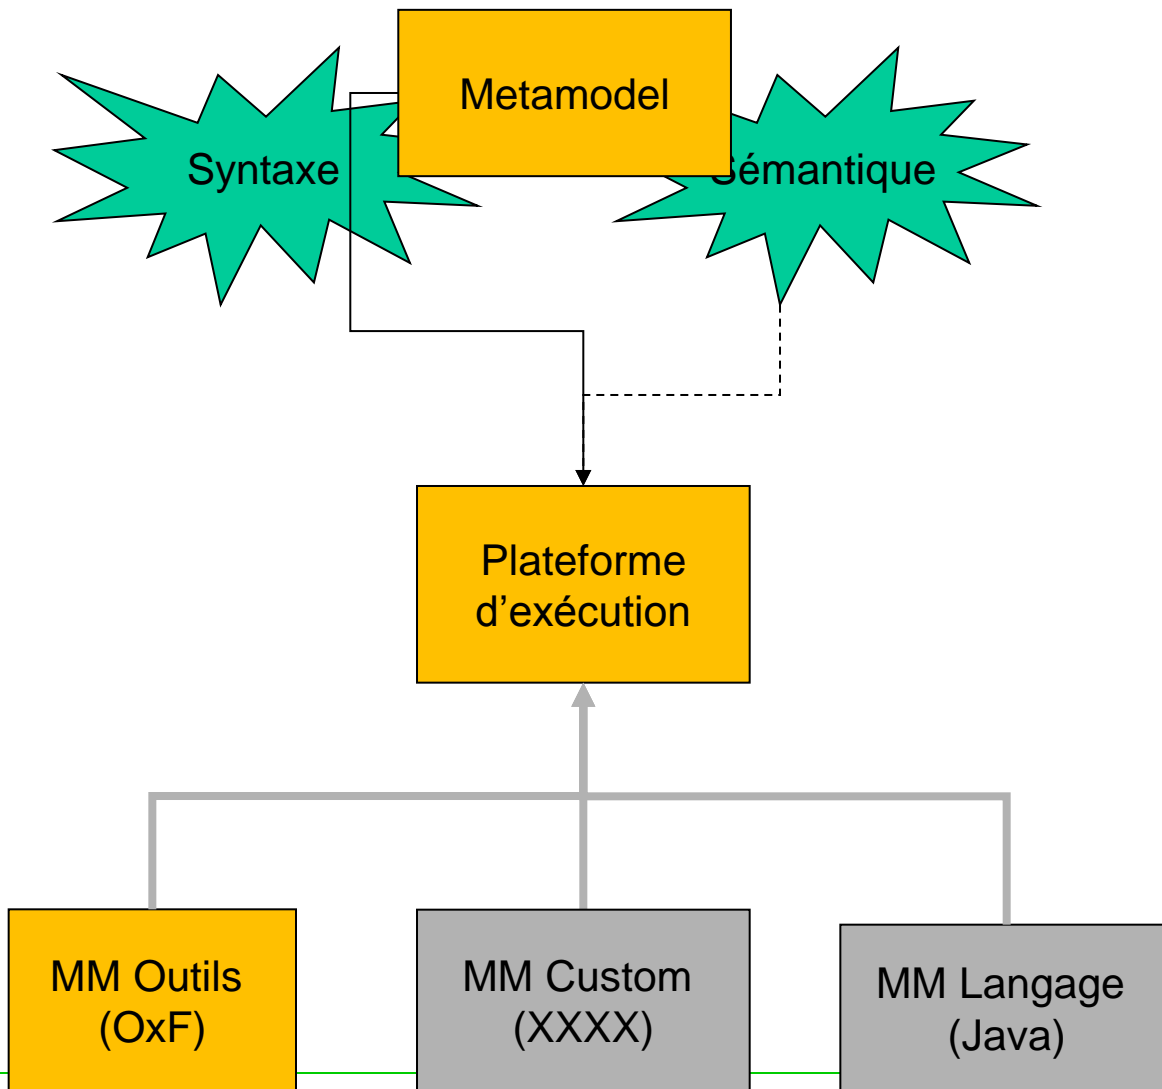 Metamodel
Syntaxe
Sémantique
Plateforme
d’exécution
MM Outils
(OxF)
MM Custom
(XXXX)
MM Langage
(Java)